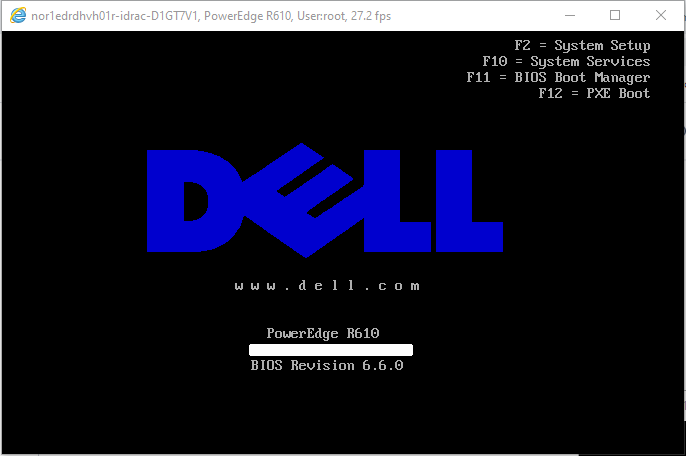 nor1edrdhvh01r-idrac-D1GT7V1, PowerEdge R610, User:root, 27.2 fps
F2 = System Setup
F10 = System Services
F11 = BIOS Boot Manager
F12 = PXE Boot
DELL
www.dell.com
PowerEdge R610
BIOS Revision 6.6.0